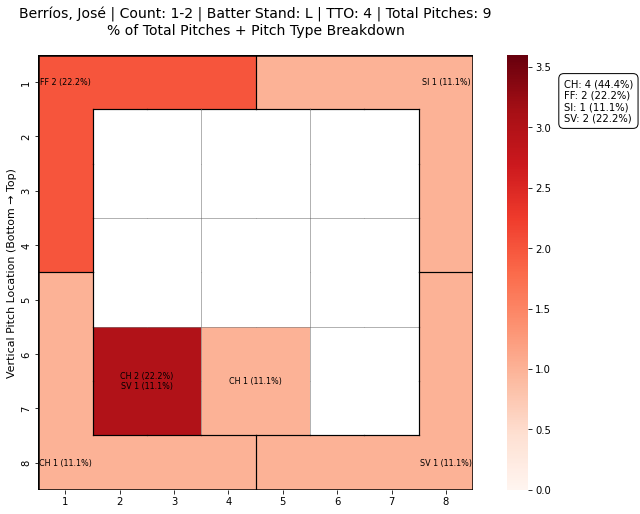 Berríos, José | Count: 1-2 | Batter Stand: L | TTO: 4 | Total Pitches: 9
% of Total Pitches + Pitch Type Breakdown
Vertical Pitch Location (Bottom → Top)
1
2
3
4
5
6
7
8
FF 2 (22.2%)
SI 1 (11.1%)
CH 2 (22.2%)
SV 1 (11.1%)
CH 1 (11.1%)
CH 1 (11.1%)
SV 1 (11.1%)
1
2
3
4
5
6
7
8
3.5
3.0
2.5
2.0
1.5
1.0
0.5
0.0
CH: 4 (44.4%)
FF: 2 (22.2%)
SI: 1 (11.1%)
SV: 2 (22.2%)